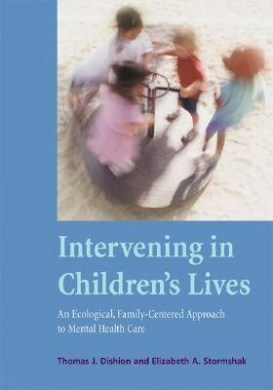 Intervening in
Children's Lives
An Ecological, Family-Centered Approach
to Mental Health Care
Thomas J. Dishion and Elizabeth A. Stormshak